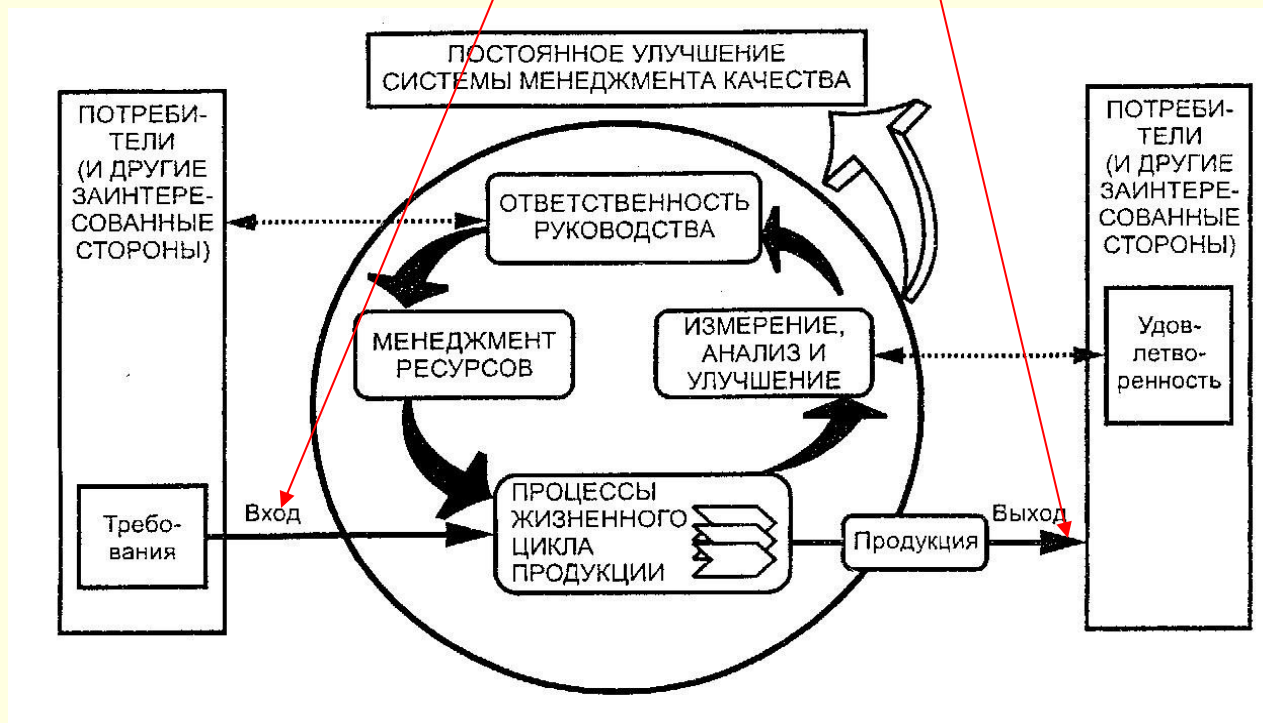 ПОСТОЯННОЕ УЛУЧШЕНИЕ
СИСТЕМЫ МЕНЕДЖМЕНТА КАЧЕСТВА
ПОТРЕБИ-
ТЕЛИ
(И ДРУГИЕ
ЗАИНТЕРЕ-
СОВАННЫЕ
СТОРОНЫ)
Требо-
вания
Вход
ОТВЕТСТВЕННОСТЬ
РУКОВОДСТВА
МЕНЕДЖМЕНТ
РЕСУРСОВ
ИЗМЕРЕНИЕ,
АНАЛИЗ И
УЛУЧШЕНИЕ
ПРОЦЕССЫ
ЖИЗНЕННОГО
ЦИКЛА
ПРОДУКЦИИ
Продукция
Выход
ПОТРЕБИ-
ТЕЛИ
(И ДРУГИЕ
ЗАИНТЕРЕ-
СОВАННЫЕ
СТОРОНЫ)
Удов-
летво-
ренность